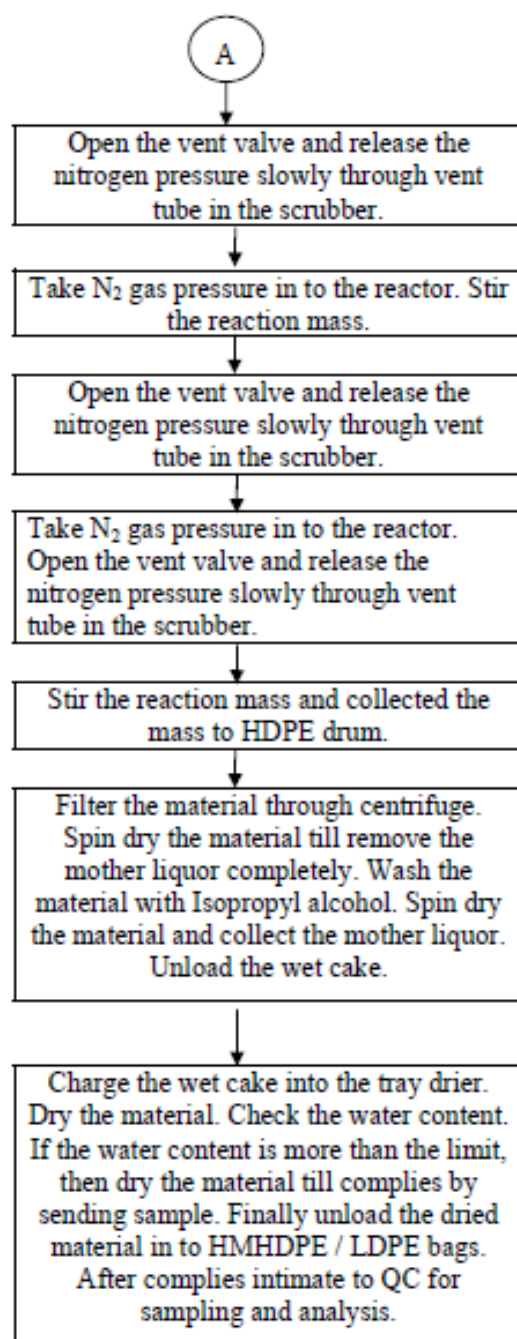 A
Open the vent valve and release the
nitrogen pressure slowly through vent
tube in the scrubber.
Take N₂ gas pressure in to the reactor. Stir
the reaction mass.
Open the vent valve and release the
nitrogen pressure slowly through vent
tube in the scrubber.
Take N₂ gas pressure in to the reactor.
Open the vent valve and release the
nitrogen pressure slowly through vent
tube in the scrubber.
Stir the reaction mass and collected the
mass to HDPE drum.
Filter the material through centrifuge.
Spin dry the material till remove the
mother liquor completely. Wash the
material with Isopropyl alcohol. Spin dry
the material and collect the mother liquor.
Unload the wet cake.
Charge the wet cake into the tray drier.
Dry the material. Check the water content.
If the water content is more than the limit,
then dry the material till complies by
sending sample. Finally unload the dried
material in to HMHDPE / LDPE bags.
After complies intimate to QC for
sampling and analysis.